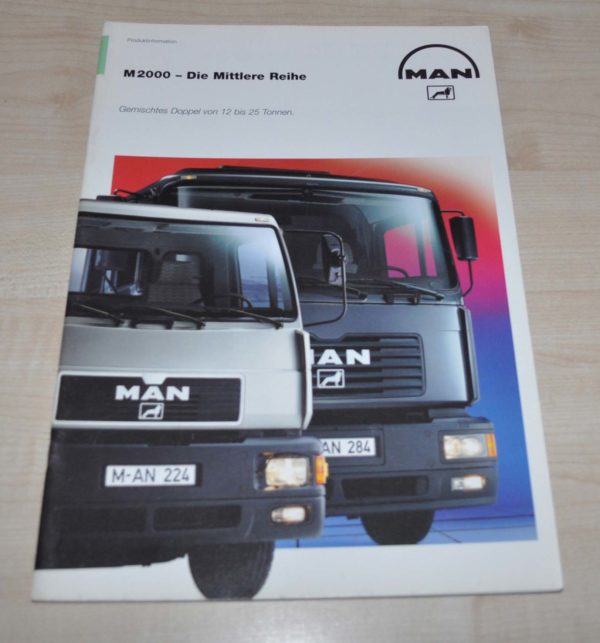 Produktinformation
M2000 – Die Mittlere Reihe
MAN
Gemischtes Doppel von 12 bis 25 Tonnen.
MAN
MAN
AN 284
M-AN 224